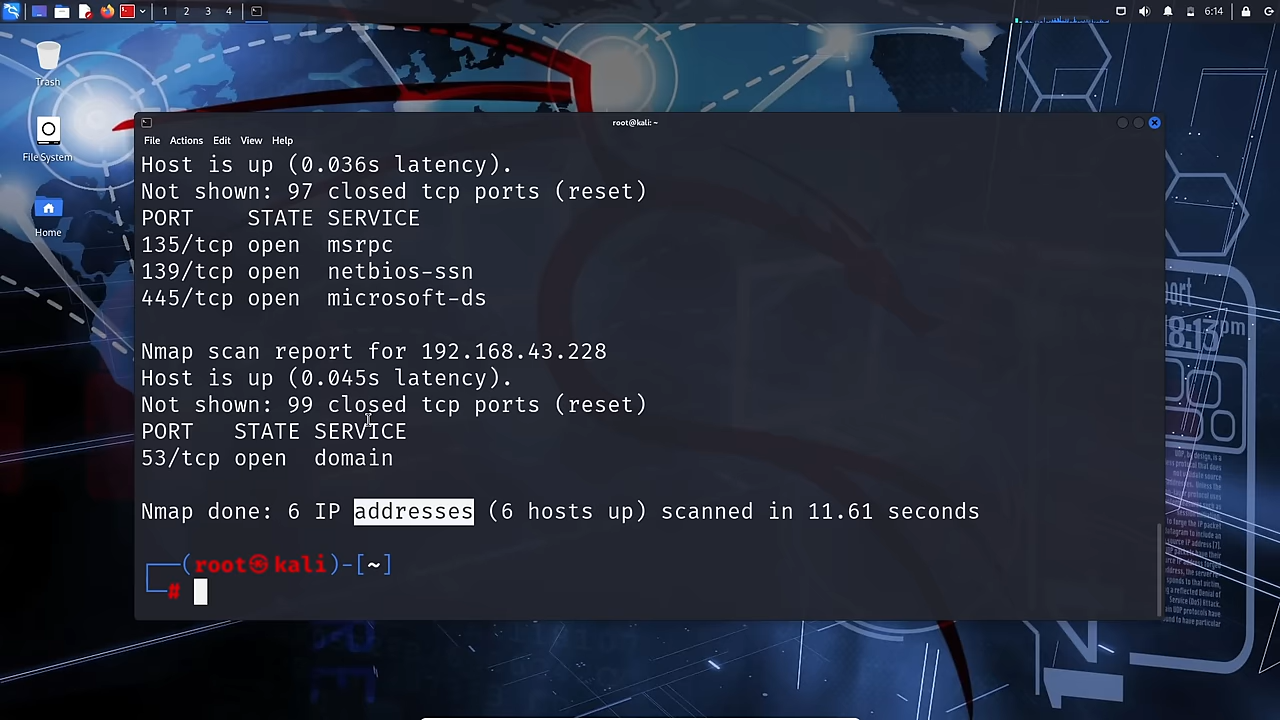 1 2 3 4
6:14
Trash
File System
Home
root@kali: ~
File Actions Edit View Help
Host is up (0.036s latency).
Not shown: 97 closed tcp ports (reset)
PORT STATE SERVICE
135/tcp open msrpc
139/tcp open netbios-ssn
445/tcp open microsoft-ds
Nmap scan report for 192.168.43.228
Host is up (0.045s latency).
Not shown: 99 closed tcp ports (reset)
PORT STATE SERVICE
53/tcp open domain
Nmap done: 6 IP addresses (6 hosts up) scanned in 11.61 seconds
(root㉿kali)-[~]
#